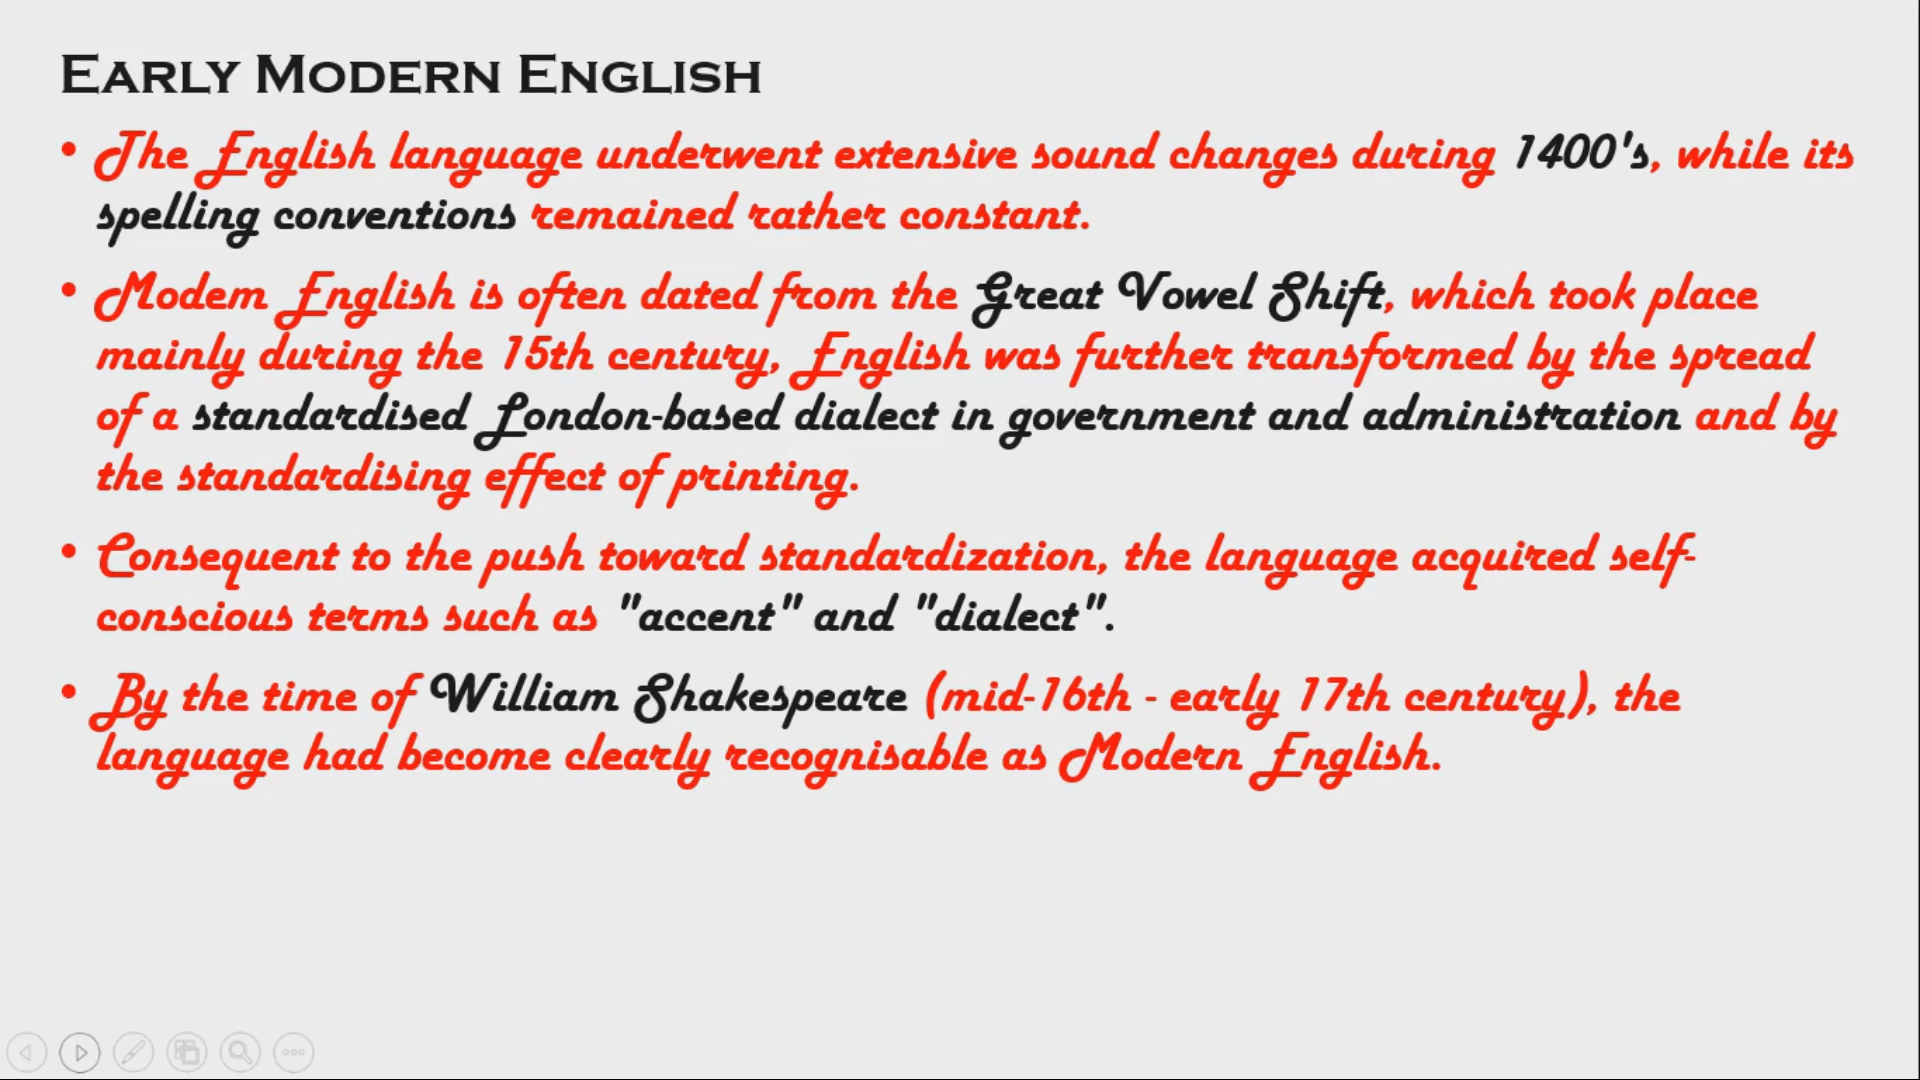 Early Modern English
• The English language underwent extensive sound changes during 1400's, while its
spelling conventions remained rather constant.
• Modem English is often dated from the Great Vowel Shift, which took place
mainly during the 15th century, English was further transformed by the spread
of a standardised London-based dialect in government and administration and by
the standardising effect of printing.
• Consequent to the push toward standardization, the language acquired self-
conscious terms such as "accent" and "dialect".
• By the time of William Shakespeare (mid-16th - early 17th century), the
language had become clearly recognisable as Modern English.